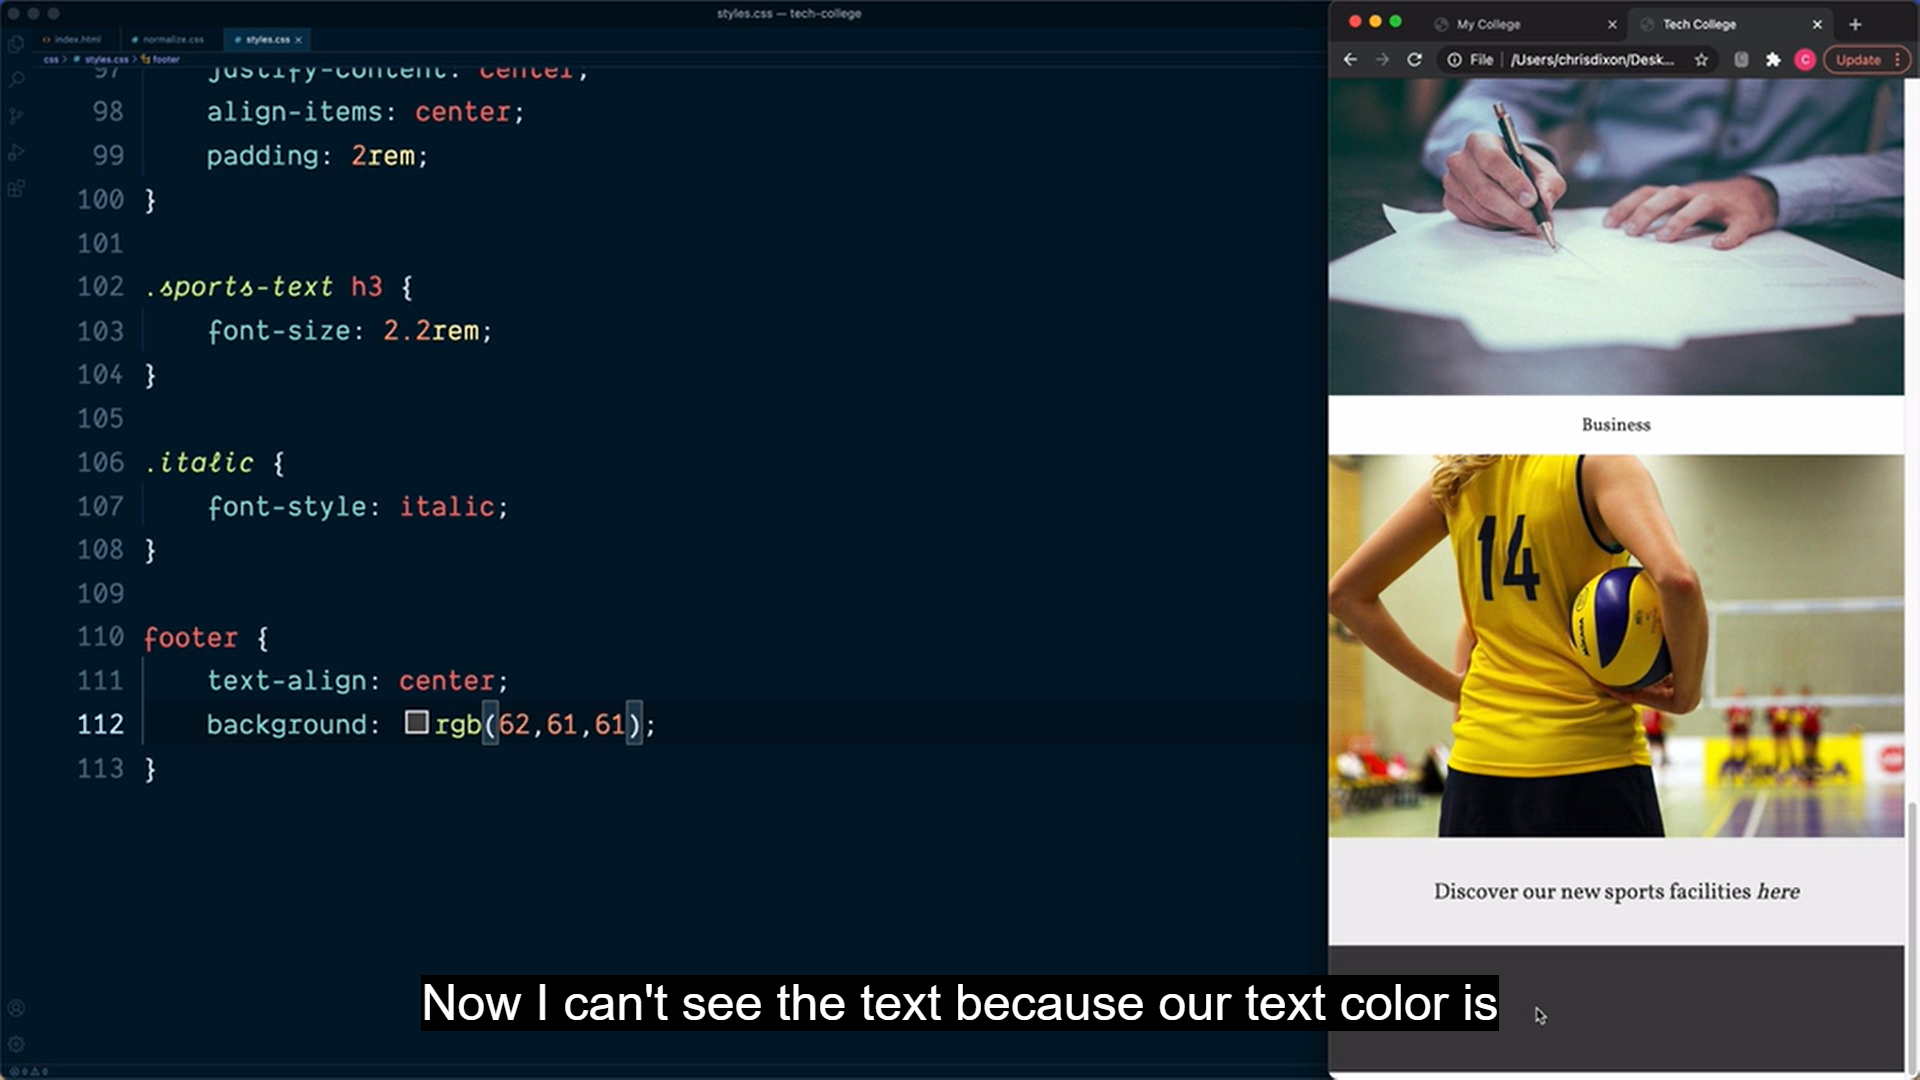 styles.css — tech-college
index.html
normalize.css
styles.css
css > # styles.css > footer
97 justify-content: center;
98 align-items: center;
99 padding: 2rem;
100 }
101
102 .sports-text h3 {
103 font-size: 2.2rem;
104 }
105
106 .italic {
107 font-style: italic;
108 }
109
110 footer {
111 text-align: center;
112 background: rgb(62,61,61);
113 }
My College
Tech College
File | /Users/chrisdixon/Desk...
C
Update
Business
14
MIKASA
Discover our new sports facilities here
Now I can't see the text because our text color is